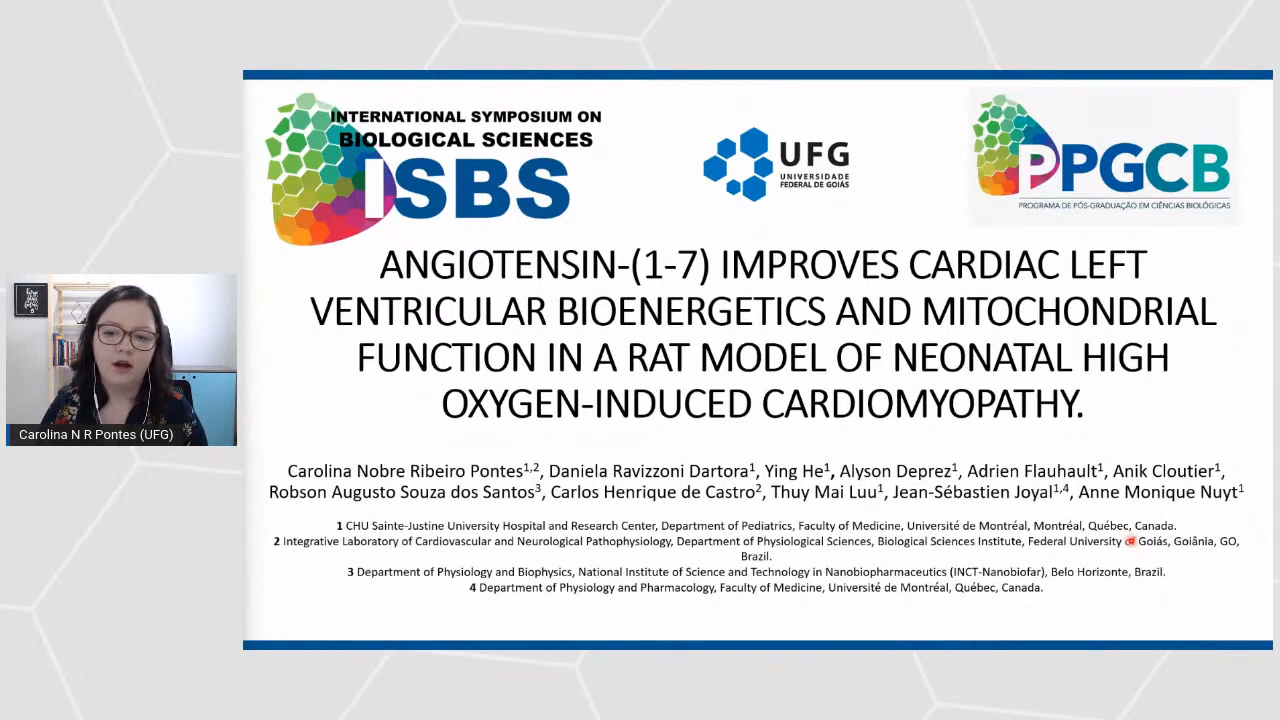 INTERNATIONAL SYMPOSIUM ON
BIOLOGICAL SCIENCES
ISBS
UFG
UNIVERSIDADE
FEDERAL DE GOIÁS
PPGCB
PROGRAMA DE PÓS-GRADUAÇÃO EM CIÊNCIAS BIOLÓGICAS
ANGIOTENSIN-(1-7) IMPROVES CARDIAC LEFT
VENTRICULAR BIOENERGETICS AND MITOCHONDRIAL
FUNCTION IN A RAT MODEL OF NEONATAL HIGH
OXYGEN-INDUCED CARDIOMYOPATHY.
Carolina Nobre Ribeiro Pontes1,2, Daniela Ravizzoni Dartora1, Ying He1, Alyson Deprez1, Adrien Flauhault1, Anik Cloutier1,
Robson Augusto Souza dos Santos3, Carlos Henrique de Castro2, Thuy Mai Luu1, Jean-Sébastien Joyal1,4, Anne Monique Nuyt1
1 CHU Sainte-Justine University Hospital and Research Center, Department of Pediatrics, Faculty of Medicine, Université de Montréal, Montréal, Québec, Canada.
2 Integrative Laboratory of Cardiovascular and Neurological Pathophysiology, Department of Physiological Sciences, Biological Sciences Institute, Federal University Goiás, Goiânia, GO,
Brazil.
3 Department of Physiology and Biophysics, National Institute of Science and Technology in Nanobiopharmaceutics (INCT-Nanobiofar), Belo Horizonte, Brazil.
4 Department of Physiology and Pharmacology, Faculty of Medicine, Université de Montréal, Québec, Canada.
Carolina N R Pontes (UFG)